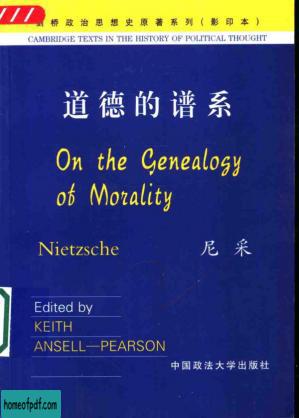 桥政治思想史原著系列(影印本)
CAMBRIDGE TEXTS IN THE HISTORY OF POLITICAL THOUGHT
道德的谱系
On the Genealogy
of Morality
Nietzsche 尼采
Edited by
KEITH
ANSELL—PEARSON
中国政法大学出版社
homeofpdf.com